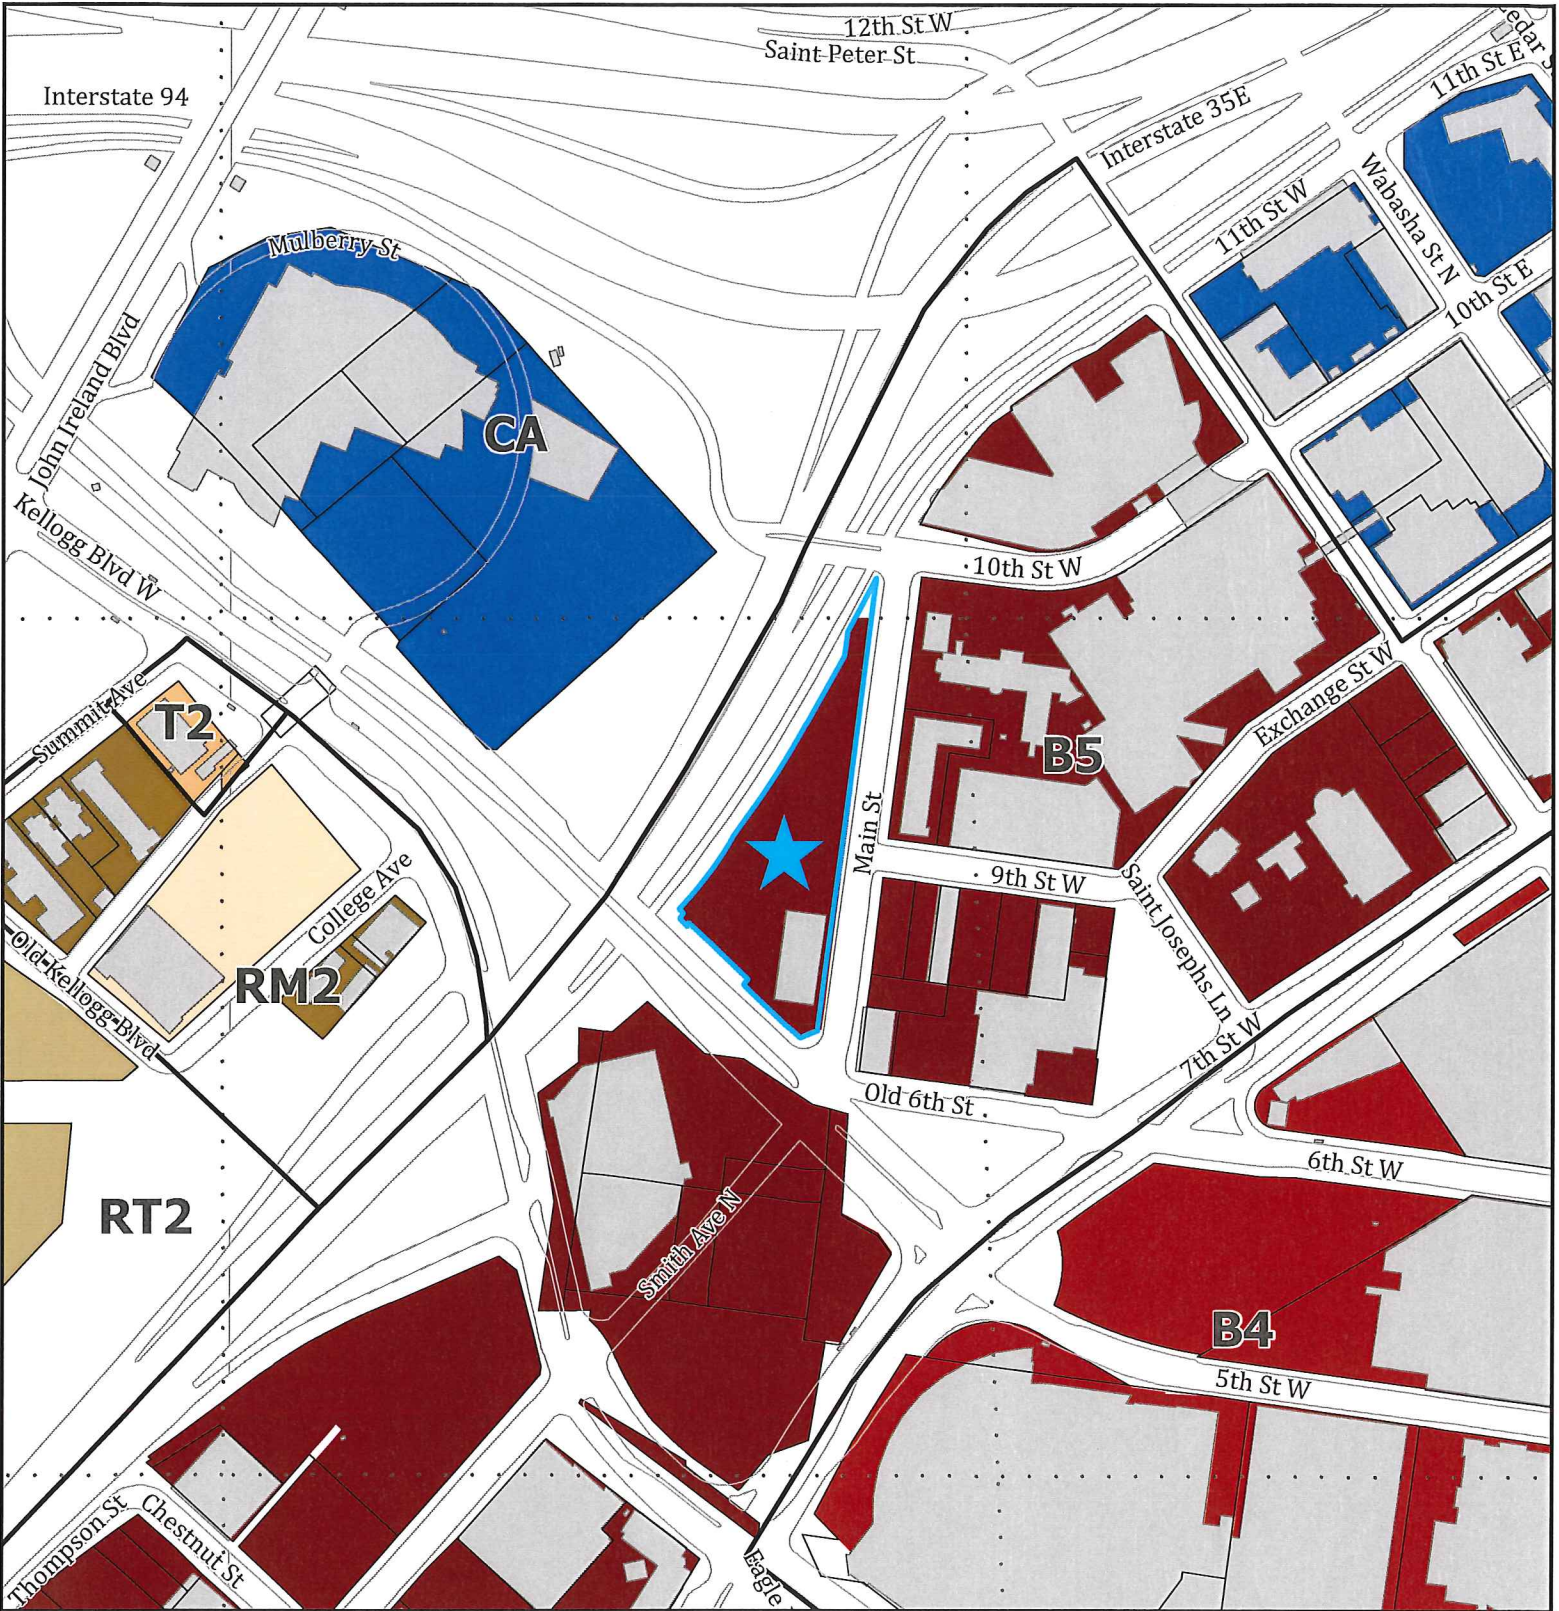 12th St W
Saint Peter St
Cedar S
11th St E
Interstate 94
Interstate 35E
Wabasha St N
11th St W
Mulberry St
10th St E
John Ireland Blvd
CA
Kellogg Blvd W
10th St W
Summit Ave
T2
Exchange St W
B5
Main St
College Ave
9th St W
Saint Josephs Ln
Old Kellogg Blvd
RM2
7th St W
Old 6th St
6th St W
RT2
Smith Ave N
B4
5th St W
Thompson St
Chestnut St
Eagle